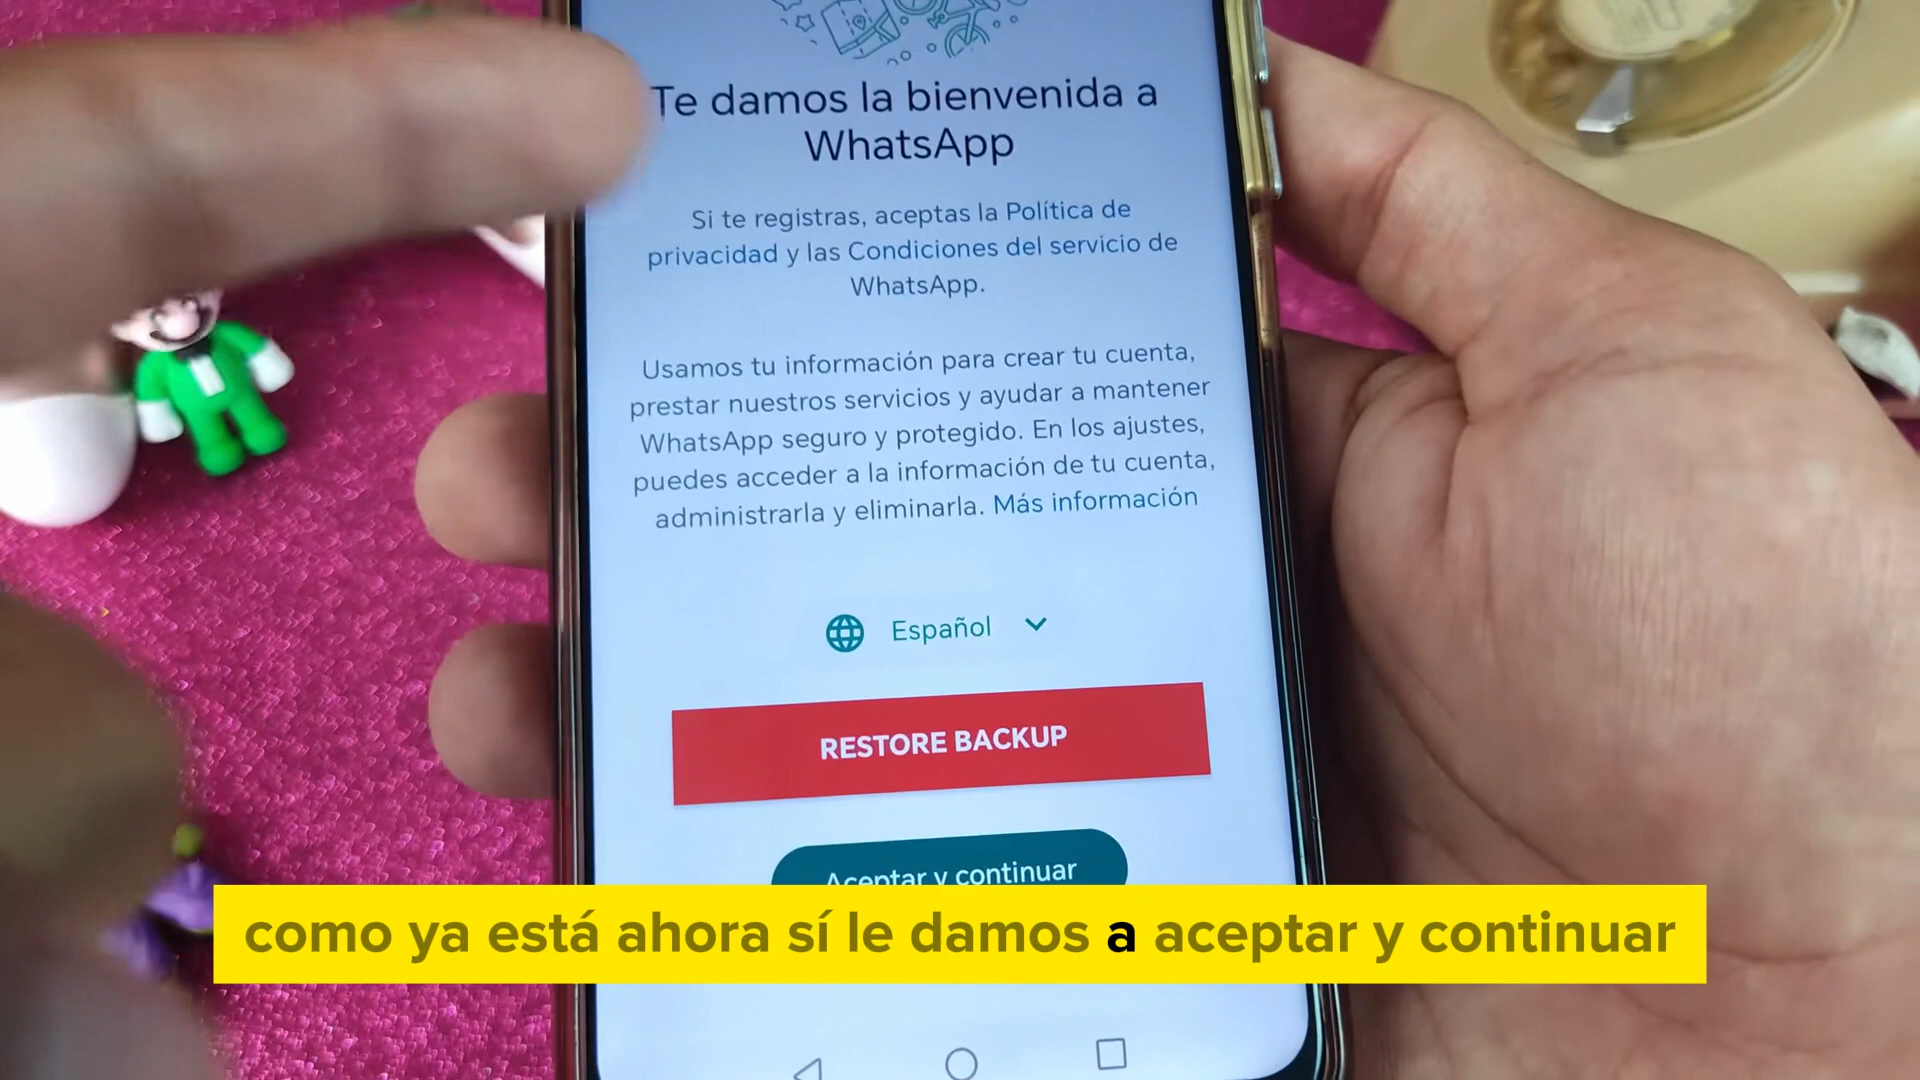 Te damos la bienvenida a
WhatsApp
Si te registras, aceptas la Política de
privacidad y las Condiciones del servicio de
WhatsApp.
Usamos tu información para crear tu cuenta,
prestar nuestros servicios y ayudar a mantener
WhatsApp seguro y protegido. En los ajustes,
puedes acceder a la información de tu cuenta,
administrarla y eliminarla. Más información
Español
RESTORE BACKUP
Aceptar y continuar
como ya está ahora sí le damos a aceptar y continuar